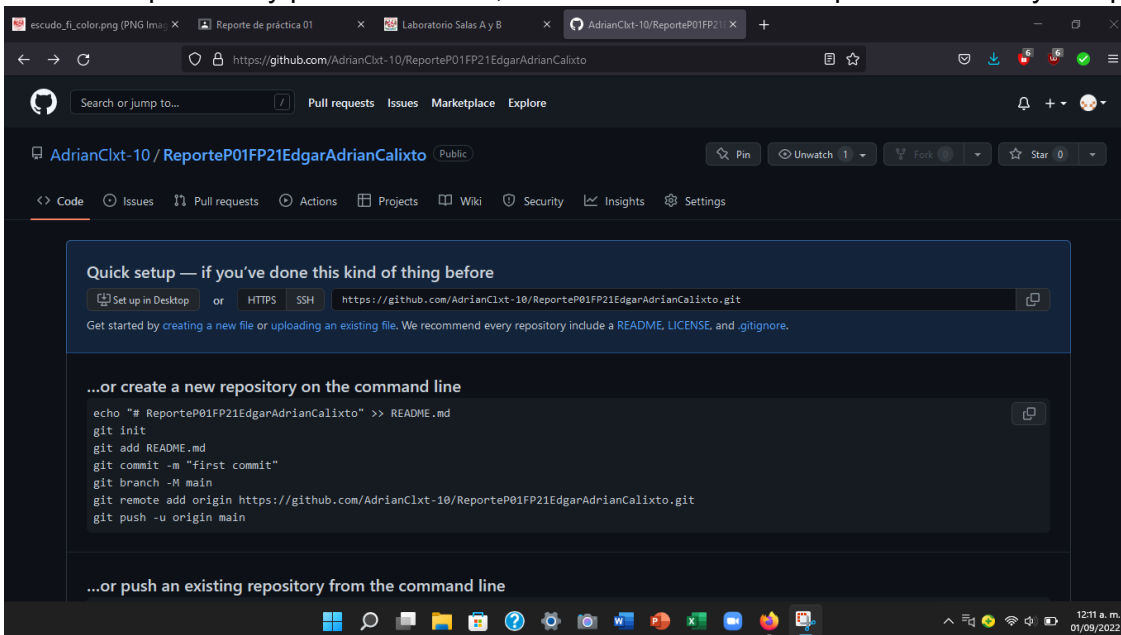 escudo_fi_color.png (PNG Imag
Reporte de práctica 01
Laboratorio Salas A y B
AdrianClxt-10/ReporteP01FP21
https://github.com/AdrianClxt-10/ReporteP01FP21EdgarAdrianCalixto
6
6
Search or jump to...
/
Pull requests Issues Marketplace Explore
AdrianClxt-10 / ReporteP01FP21EdgarAdrianCalixto Public
Pin
Unwatch 1
Fork 0
Star 0
<> Code Issues Pull requests Actions Projects Wiki Security Insights Settings
Quick setup — if you've done this kind of thing before
Set up in Desktop or HTTPS SSH https://github.com/AdrianClxt-10/ReporteP01FP21EdgarAdrianCalixto.git
Get started by creating a new file or uploading an existing file. We recommend every repository include a README, LICENSE, and .gitignore.
...or create a new repository on the command line
echo "# ReporteP01FP21EdgarAdrianCalixto" >> README.md
git init
git add README.md
git commit -m "first commit"
git branch -M main
git remote add origin https://github.com/AdrianClxt-10/ReporteP01FP21EdgarAdrianCalixto.git
git push -u origin main
...or push an existing repository from the command line
12:11 a. m.
01/09/2022